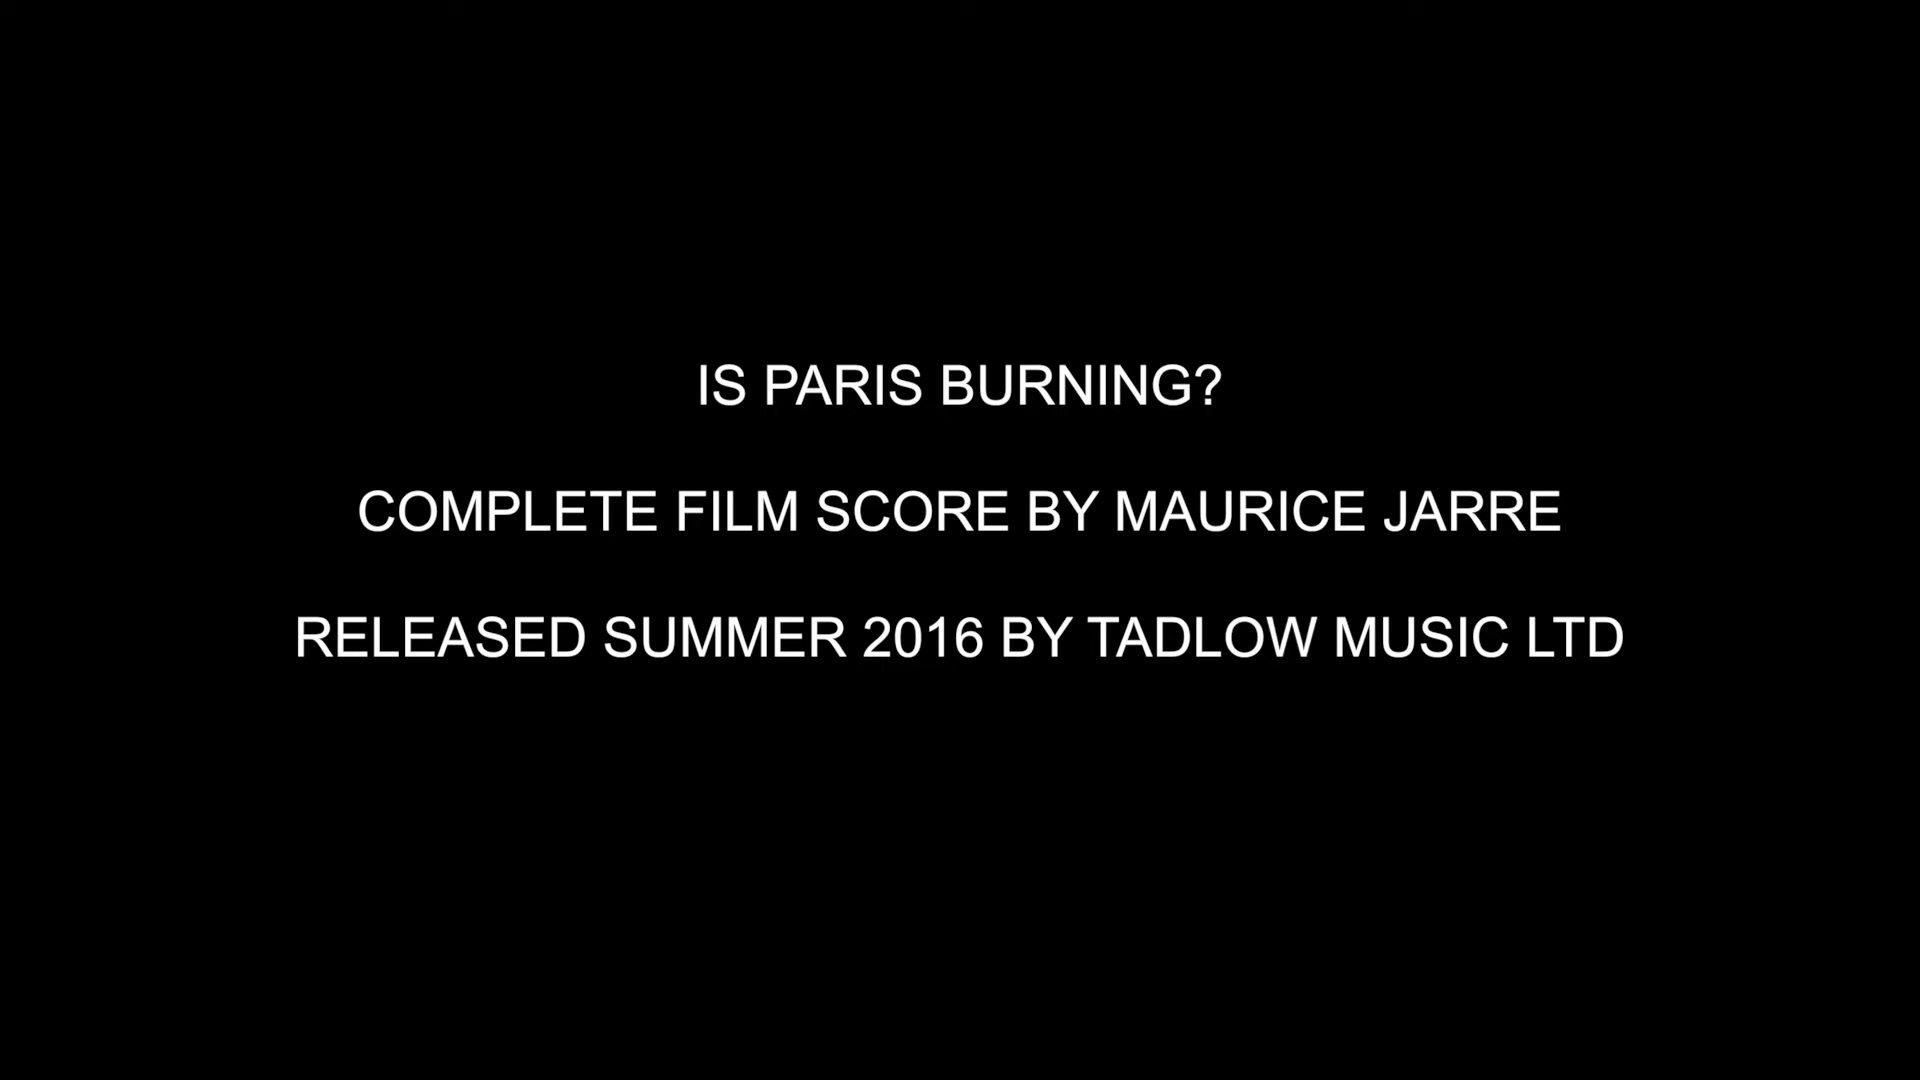 IS PARIS BURNING?
COMPLETE FILM SCORE BY MAURICE JARRE
RELEASED SUMMER 2016 BY TADLOW MUSIC LTD